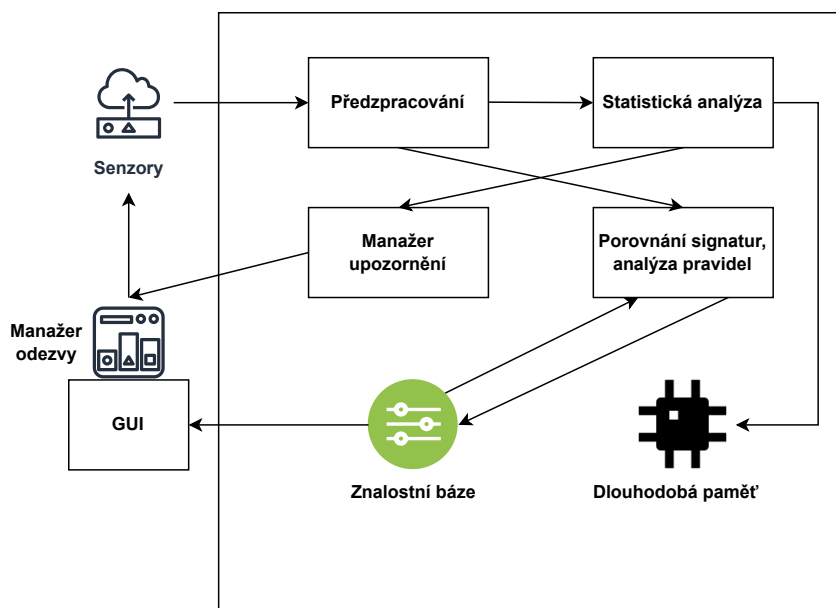 Předzpracování
Statistická analýza
Senzory
Manažer
upozornění
Porovnání signatur,
analýza pravidel
Manažer
odezvy
GUI
Znalostní báze
Dlouhodobá paměť